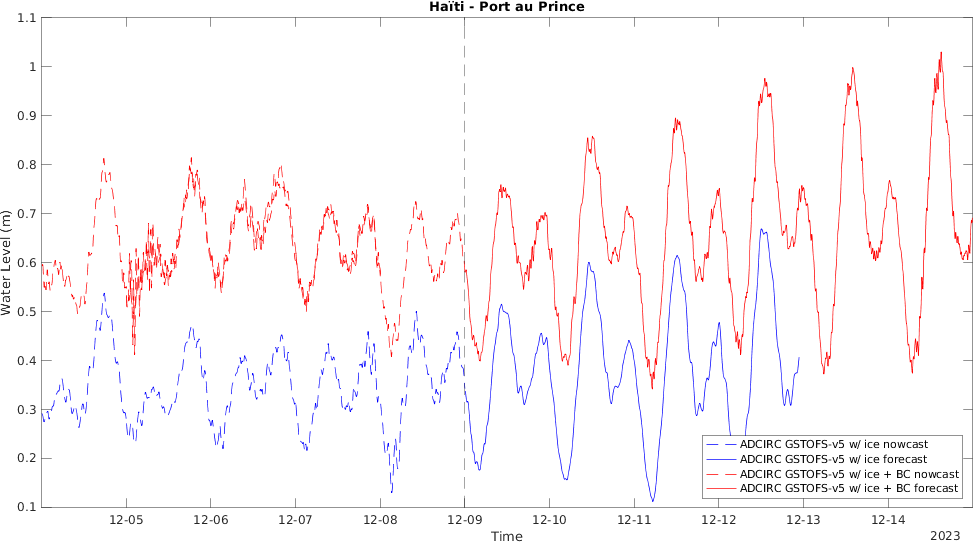 Haïti - Port au Prince
1.1
1
0.9
0.8
0.7
0.6
0.5
0.4
0.3
0.2
0.1
Water Level (m)
12-05 12-06 12-07 12-08 12-09 12-10 12-11 12-12 12-13 12-14
Time
2023
ADCIRC GSTOFS-v5 w/ ice nowcast
ADCIRC GSTOFS-v5 w/ ice forecast
ADCIRC GSTOFS-v5 w/ ice + BC nowcast
ADCIRC GSTOFS-v5 w/ ice + BC forecast